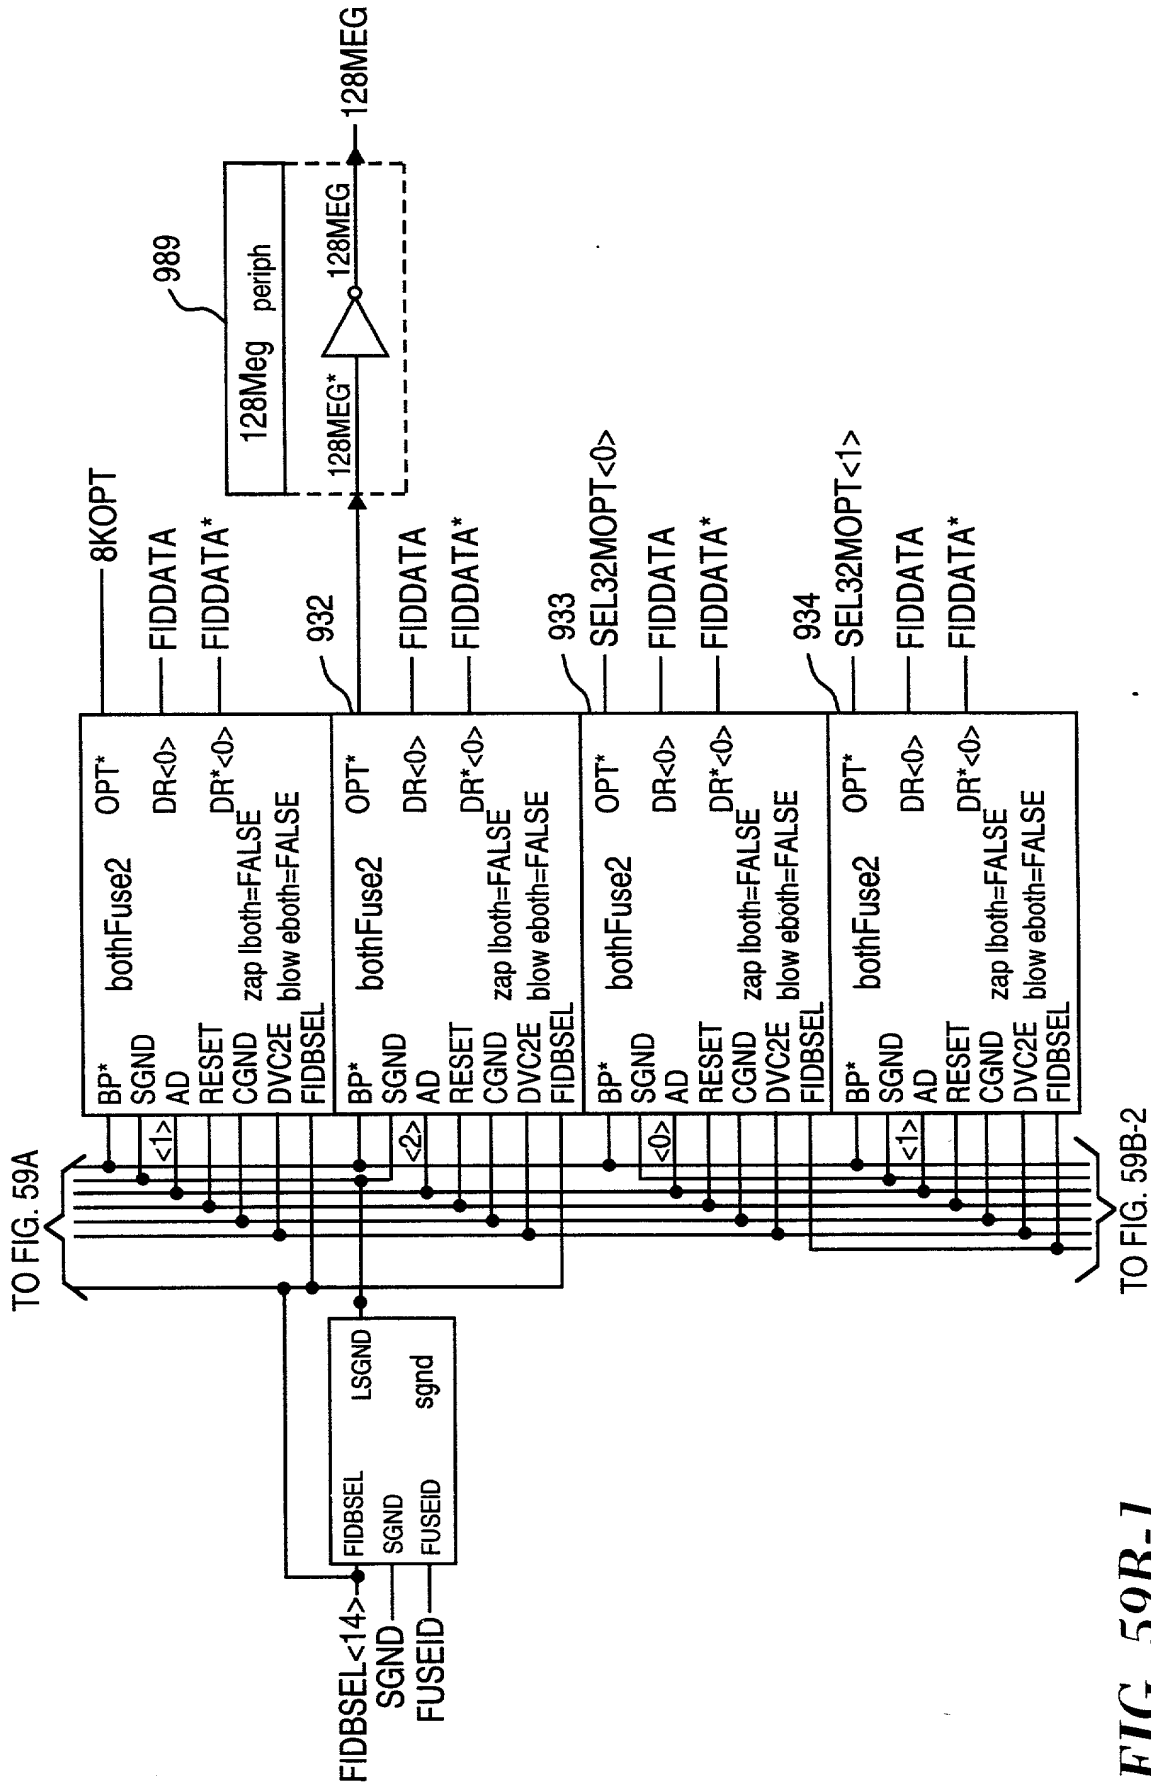 TO FIG. 59A
FIDBSEL<14>
SGND
FUSEID
FIDBSEL
SGND
FUSEID
LSGND
sgnd
BP*
SGND
<1> AD
RESET
CGND
DVC2E
FIDBSEL
bothFuse2
zap lboth=FALSE
blow eboth=FALSE
OPT*
DR<0>
DR*<0>
8KOPT
FIDDATA
FIDDATA*
BP*
SGND
<2> AD
RESET
CGND
DVC2E
FIDBSEL
bothFuse2
zap lboth=FALSE
blow eboth=FALSE
OPT*
DR<0>
DR*<0>
932
FIDDATA
FIDDATA*
989
128Meg periph
128MEG*
128MEG
128MEG
BP*
SGND
<0> AD
RESET
CGND
DVC2E
FIDBSEL
bothFuse2
zap lboth=FALSE
blow eboth=FALSE
OPT*
DR<0>
DR*<0>
933
SEL32MOPT<0>
FIDDATA
FIDDATA*
BP*
SGND
<1> AD
RESET
CGND
DVC2E
FIDBSEL
bothFuse2
zap lboth=FALSE
blow eboth=FALSE
OPT*
DR<0>
DR*<0>
934
SEL32MOPT<1>
FIDDATA
FIDDATA*
TO FIG. 59B-2
FIG. 59B-1